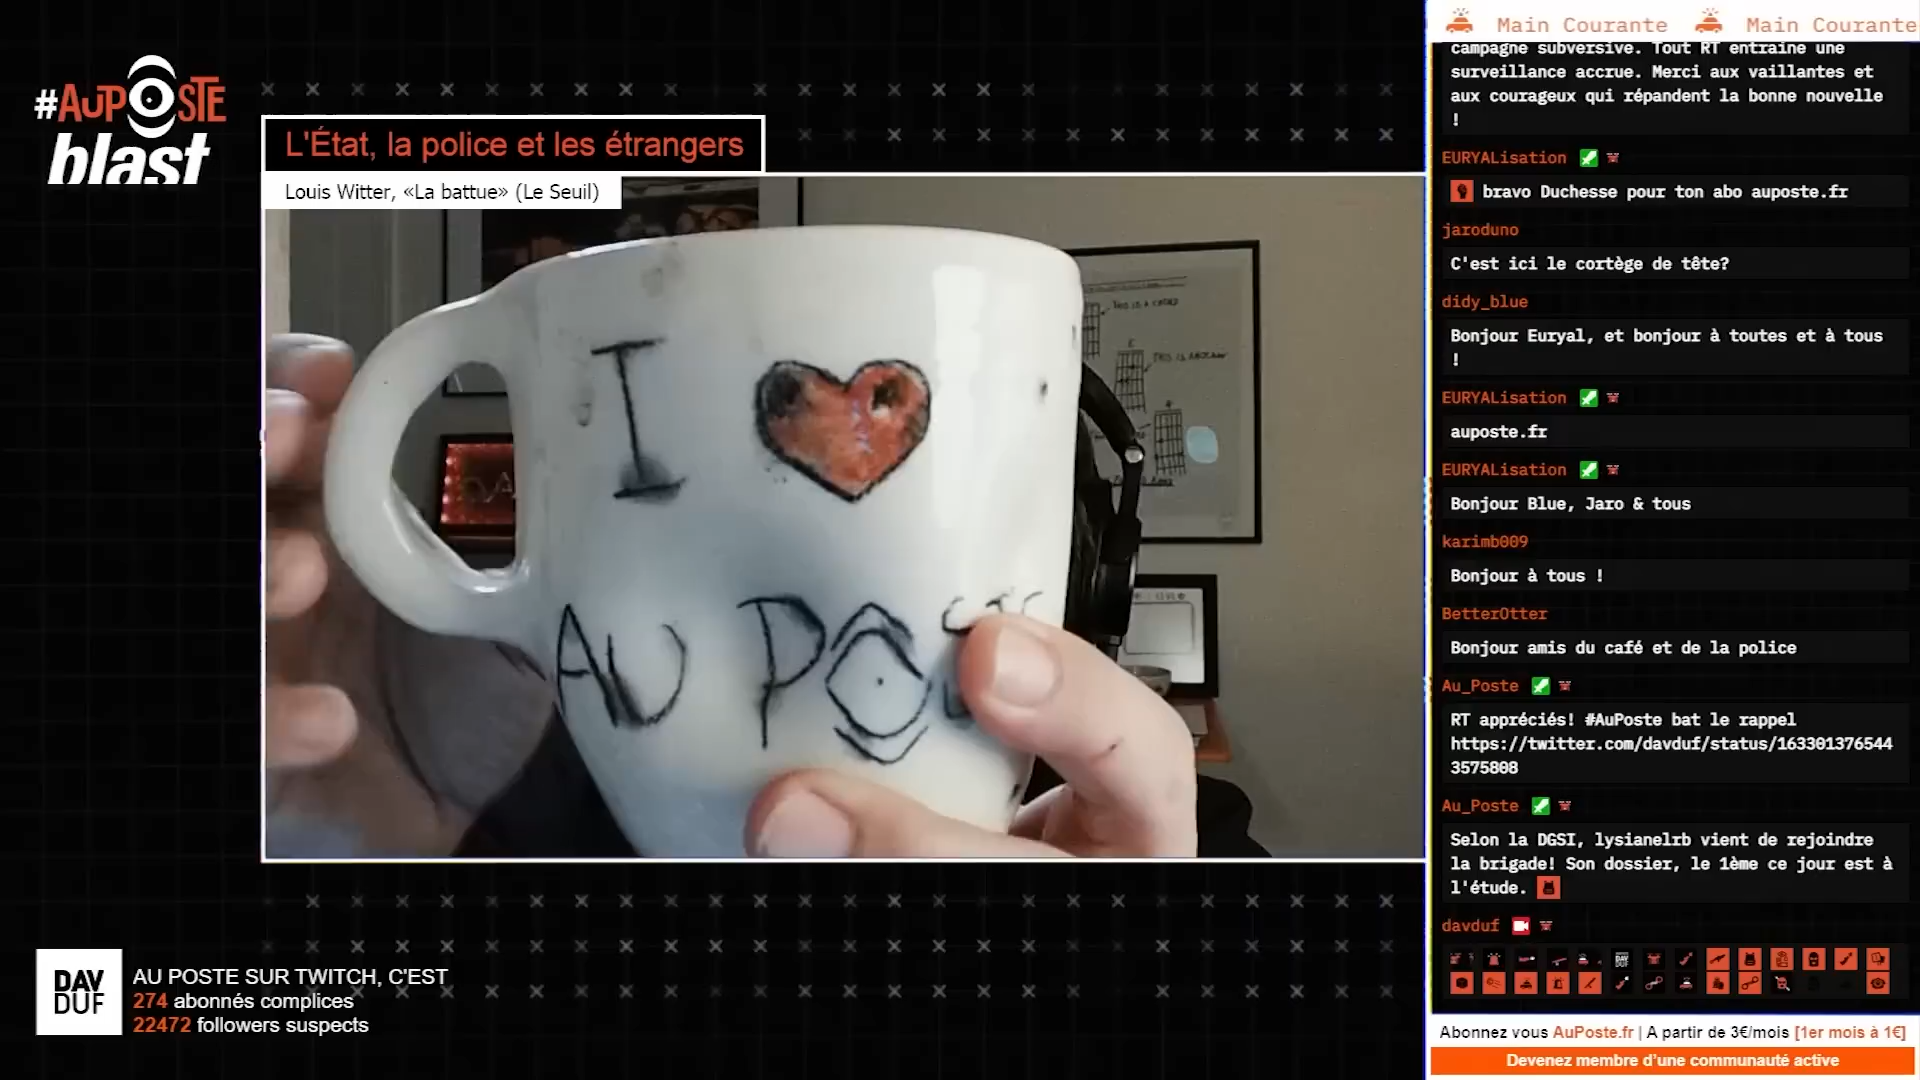 #AUPOSTE
blast
L'État, la police et les étrangers
Louis Witter, «La battue» (Le Seuil)
THIS IS A CHORD
I
AU POST
DAV
DUF
AU POSTE SUR TWITCH, C'EST
274 abonnés complices
22472 followers suspects
Main Courante Main Courante
campagne subversive. Tout RT entraine une
surveillance accrue. Merci aux vaillantes et
aux courageux qui répandent la bonne nouvelle
!
EURYALisation
bravo Duchesse pour ton abo auposte.fr
jaroduno
C'est ici le cortège de tête?
didy_blue
Bonjour Euryal, et bonjour à toutes et à tous
!
EURYALisation
auposte.fr
EURYALisation
Bonjour Blue, Jaro & tous
karimb009
Bonjour à tous !
BetterOtter
Bonjour amis du café et de la police
Au_Poste
RT appréciés! #AuPoste bat le rappel
https://twitter.com/davduf/status/163301376544
3575808
Au_Poste
Selon la DGSI, lysianelrb vient de rejoindre
la brigade! Son dossier, le 1ème ce jour est à
l'étude.
davduf
Abonnez vous AuPoste.fr | A partir de 3€/mois [1er mois à 1€]
Devenez membre d'une communauté active